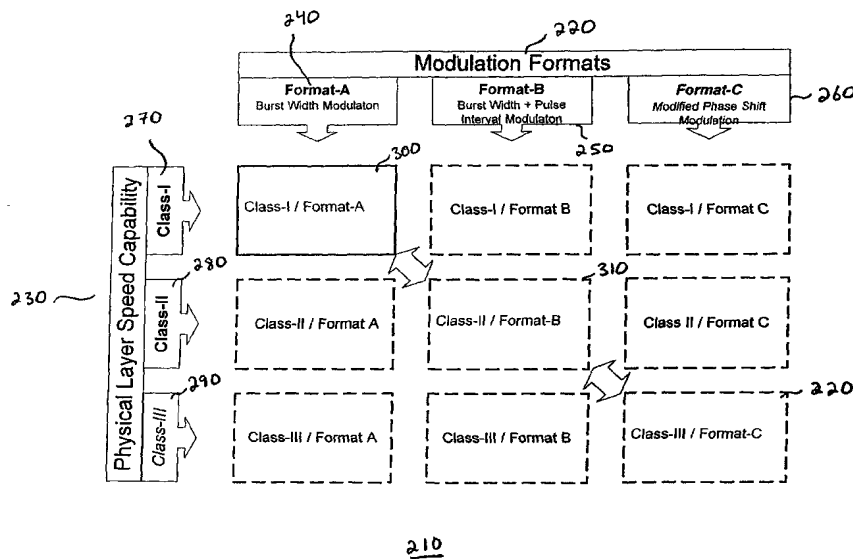 240
220
Modulation Formats
Format-A
Burst Width Modulaton
Format-B
Burst Width + Pulse
Interval Modulaton
Format-C
Modified Phase Shift
Modulation
260
250
270
300
Physical Layer Speed Capability
230
Class-I
Class-I / Format-A
Class-I / Format B
Class-I / Format C
280
310
Class-II
Class-II / Format A
Class-II / Format-B
Class II / Format C
290
220
Class-III
Class-III / Format A
Class-III / Format B
Class-III / Format-C
210